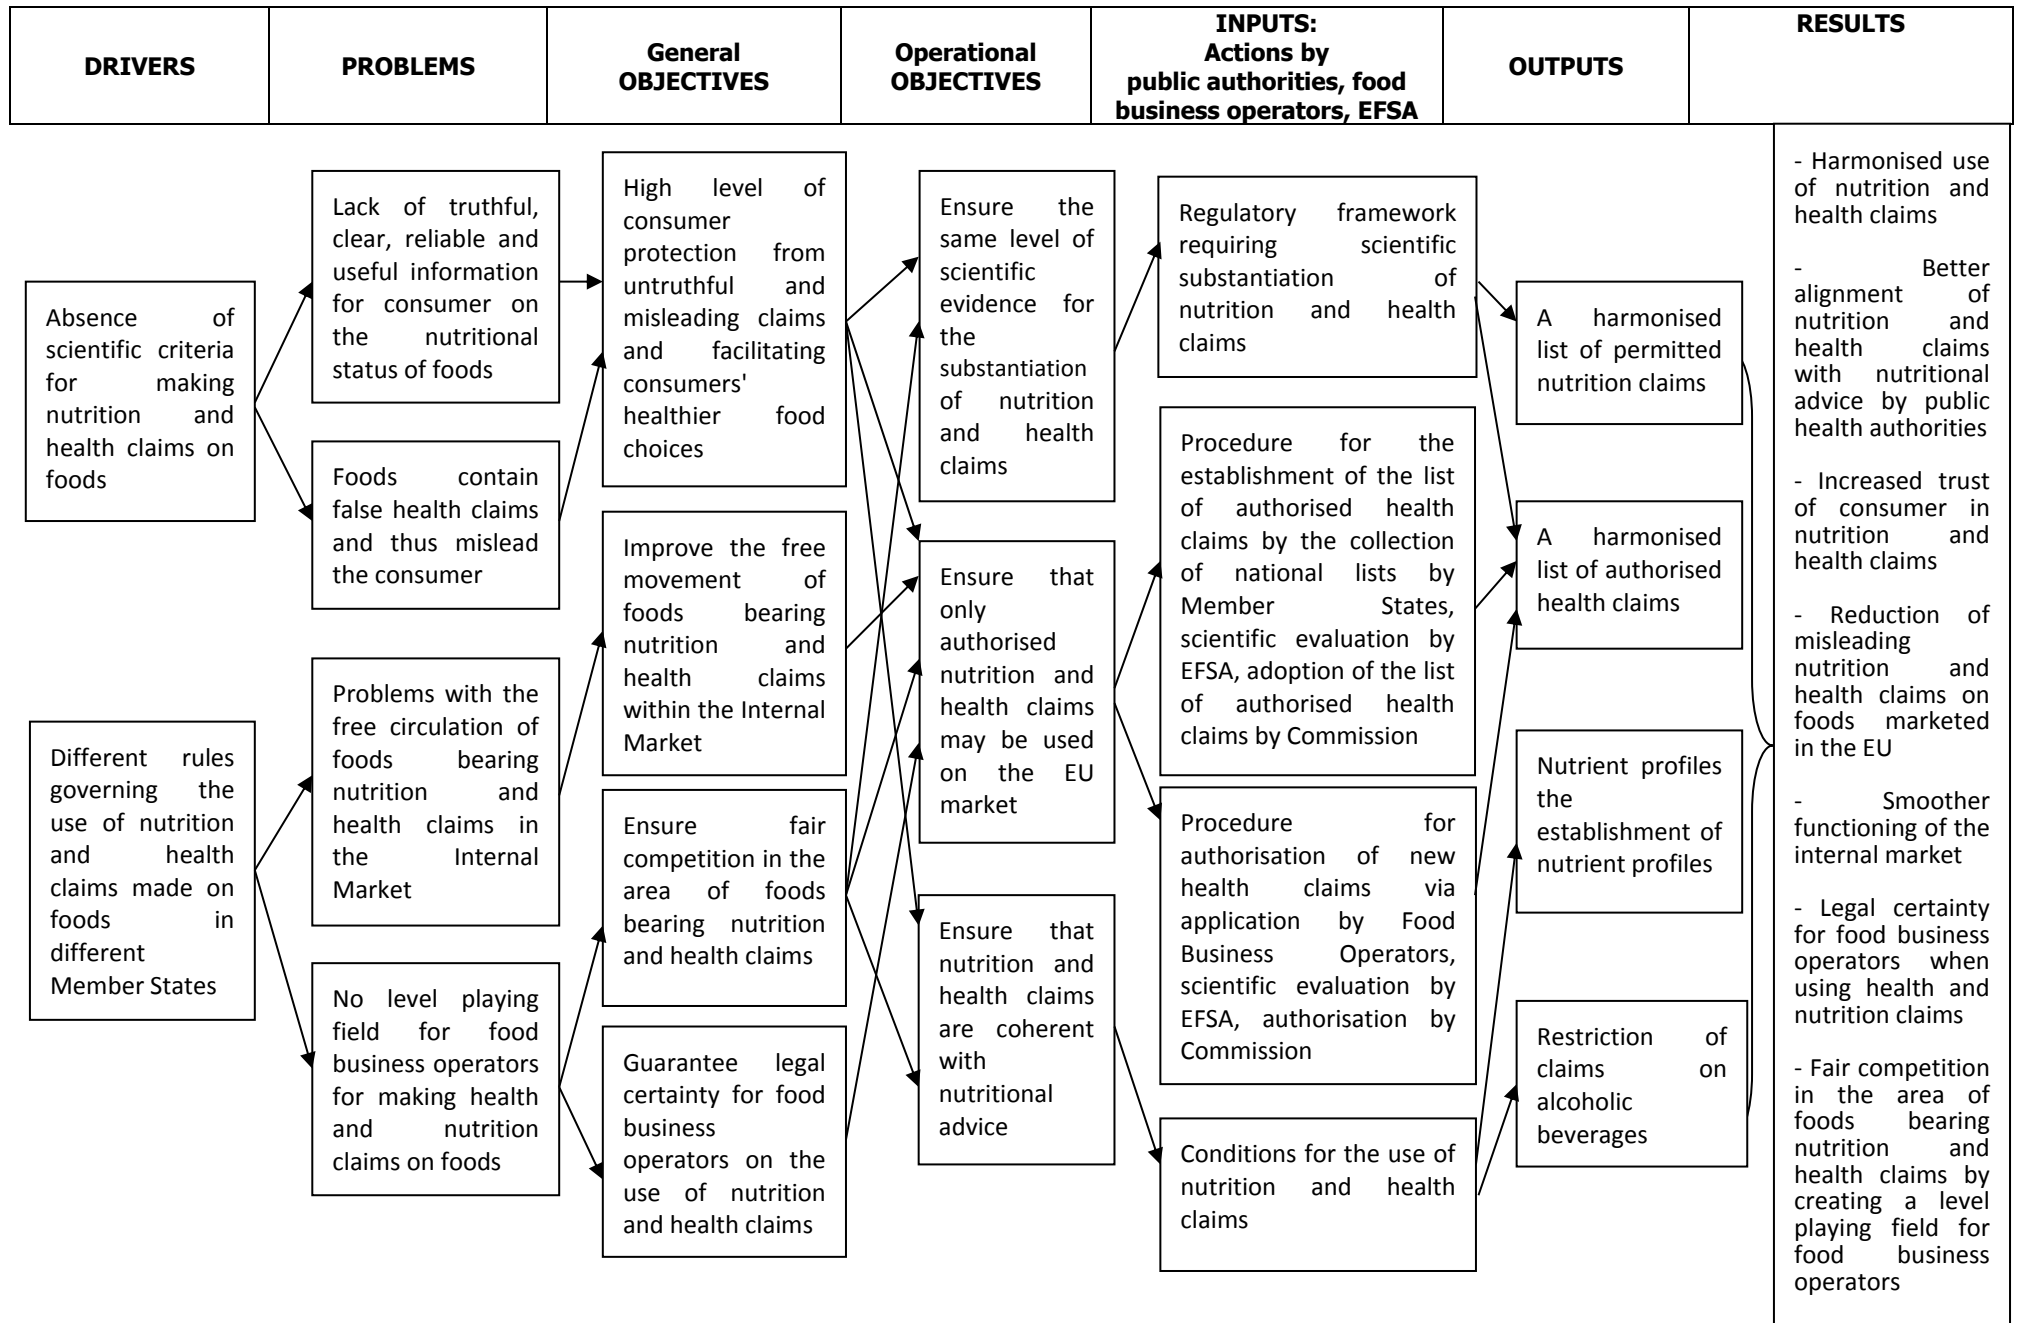 DRIVERS
PROBLEMS
General
OBJECTIVES
Operational
OBJECTIVES
INPUTS:
Actions by
public authorities, food
business operators, EFSA
OUTPUTS
RESULTS
Absence of
scientific criteria
for making
nutrition and
health claims on
foods
Different rules
governing the
use of nutrition
and health
claims made on
foods in
different
Member States
Lack of truthful,
clear, reliable and
useful information
for consumer on
the nutritional
status of foods
Foods contain
false health claims
and thus mislead
the consumer
Problems with the
free circulation of
foods bearing
nutrition and
health claims in
the Internal
Market
No level playing
field for food
business operators
for making health
and nutrition
claims on foods
High level of
consumer
protection from
untruthful and
misleading claims
and facilitating
consumers'
healthier food
choices
Improve the free
movement of
foods bearing
nutrition and
health claims
within the Internal
Market
Ensure fair
competition in the
area of foods
bearing nutrition
and health claims
Guarantee legal
certainty for food
business
operators on the
use of nutrition
and health claims
Ensure the
same level of
scientific
evidence for
the
substantiation
of nutrition
and health
claims
Ensure that
only
authorised
nutrition and
health claims
may be used
on the EU
market
Ensure that
nutrition and
health claims
are coherent
with
nutritional
advice
Regulatory framework
requiring scientific
substantiation of
nutrition and health
claims
Procedure for the
establishment of the list
of authorised health
claims by the collection
of national lists by
Member States,
scientific evaluation by
EFSA, adoption of the list
of authorised health
claims by Commission
Procedure for
authorisation of new
health claims via
application by Food
Business Operators,
scientific evaluation by
EFSA, authorisation by
Commission
Conditions for the use of
nutrition and health
claims
A harmonised
list of permitted
nutrition claims
A harmonised
list of authorised
health claims
Nutrient profiles
the
establishment of
nutrient profiles
Restriction of
claims on
alcoholic
beverages
- Harmonised use
of nutrition and
health claims
- Better
alignment of
nutrition and
health claims
with nutritional
advice by public
health authorities
- Increased trust
of consumer in
nutrition and
health claims
- Reduction of
misleading
nutrition and
health claims on
foods marketed
in the EU
- Smoother
functioning of the
internal market
- Legal certainty
for food business
operators when
using health and
nutrition claims
- Fair competition
in the area of
foods bearing
nutrition and
health claims by
creating a level
playing field for
food business
operators